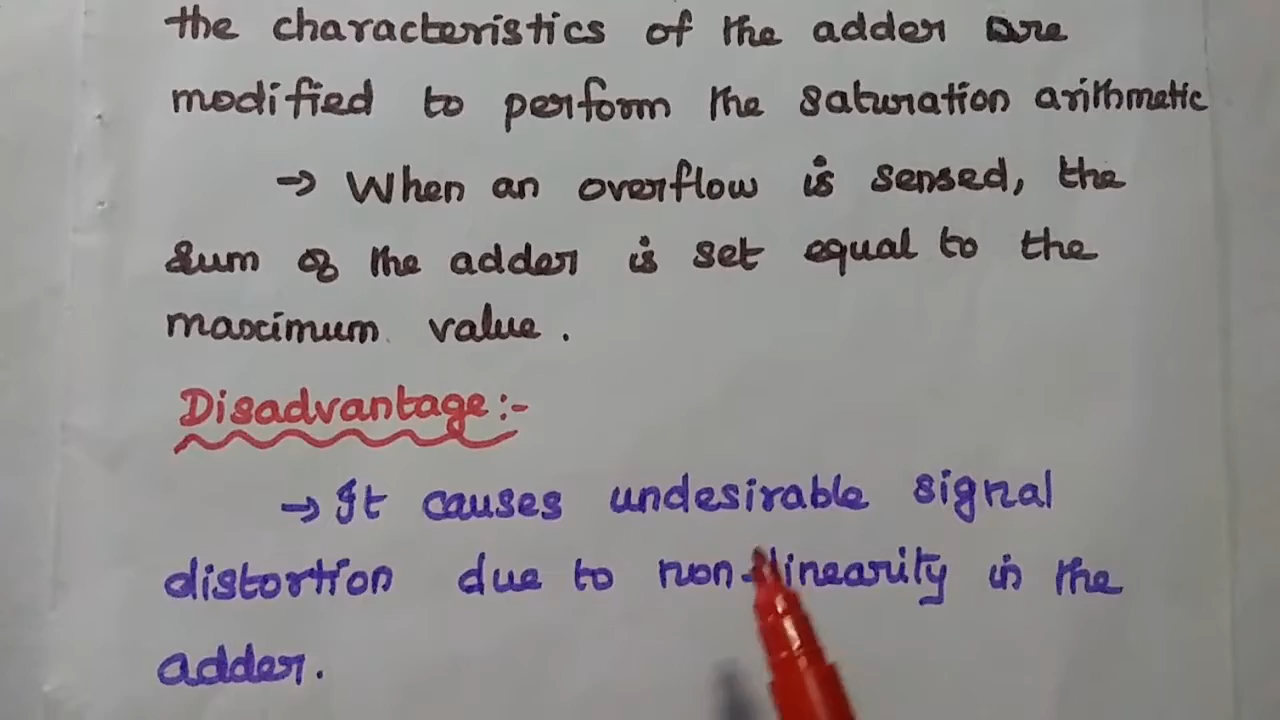 the characteristics of the adder are
modified to perform the saturation arithmetic
→ When an overflow is sensed, the
sum of the adder is set equal to the
maximum value.
Disadvantage:-
→ It causes undesirable signal
distortion due to non-linearity in the
adder.